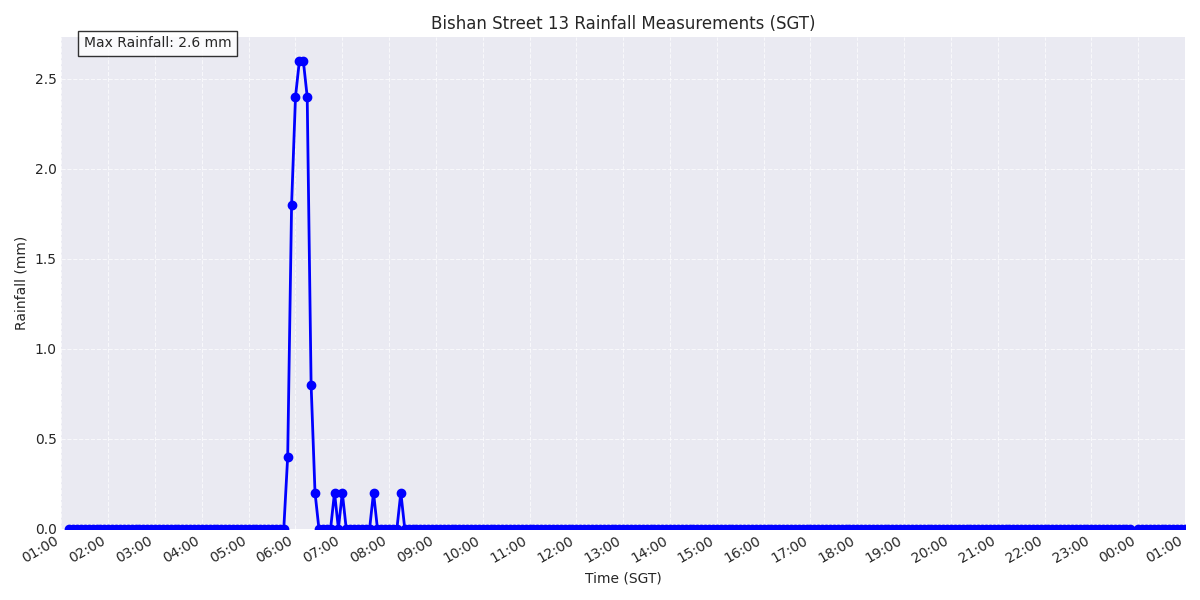 Bishan Street 13 Rainfall Measurements (SGT)
Max Rainfall: 2.6 mm
Rainfall (mm)
2.5
2.0
1.5
1.0
0.5
0.0
01:00 02:00 03:00 04:00 05:00 06:00 07:00 08:00 09:00 10:00 11:00 12:00 13:00 14:00 15:00 16:00 17:00 18:00 19:00 20:00 21:00 22:00 23:00 00:00 01:00
Time (SGT)